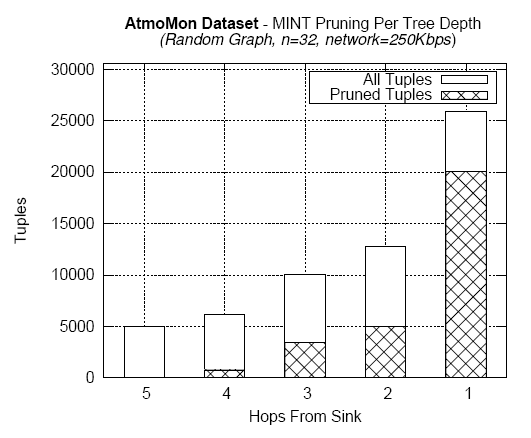 AtmoMon Dataset - MINT Pruning Per Tree Depth
(Random Graph, n=32, network=250Kbps)
All Tuples
Pruned Tuples
30000
25000
20000
15000
10000
5000
0
Tuples
5 4 3 2 1
Hops From Sink